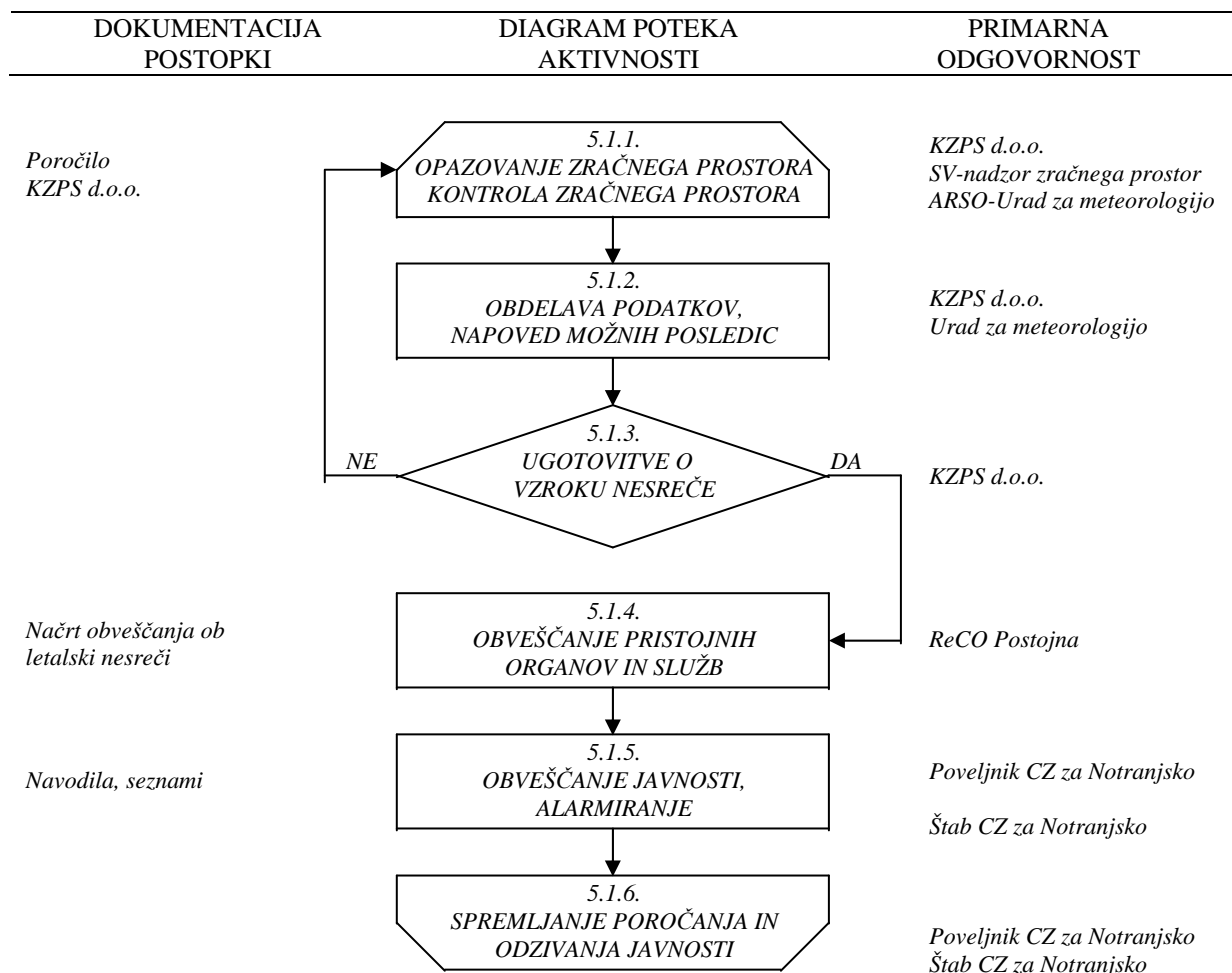 DOKUMENTACIJA
POSTOPKI
DIAGRAM POTEKA
AKTIVNOSTI
PRIMARNA
ODGOVORNOST
Poročilo
KZPS d.o.o.
5.1.1.
OPAZOVANJE ZRAČNEGA PROSTORA
KONTROLA ZRAČNEGA PROSTORA
KZPS d.o.o.
SV-nadzor zračnega prostor
ARSO-Urad za meteorologijo
5.1.2.
OBDELAVA PODATKOV,
NAPOVED MOŽNIH POSLEDIC
KZPS d.o.o.
Urad za meteorologijo
5.1.3.
UGOTOVITVE O
VZROKU NESREČE
NE
DA
KZPS d.o.o.
Načrt obveščanja ob
letalski nesreči
5.1.4.
OBVEŠČANJE PRISTOJNIH
ORGANOV IN SLUŽB
ReCO Postojna
Navodila, seznami
5.1.5.
OBVEŠČANJE JAVNOSTI,
ALARMIRANJE
Poveljnik CZ za Notranjsko
Štab CZ za Notranjsko
5.1.6.
SPREMLJANJE POROČANJA IN
ODZIVANJA JAVNOSTI
Poveljnik CZ za Notranjsko
Štab CZ za Notranjsko